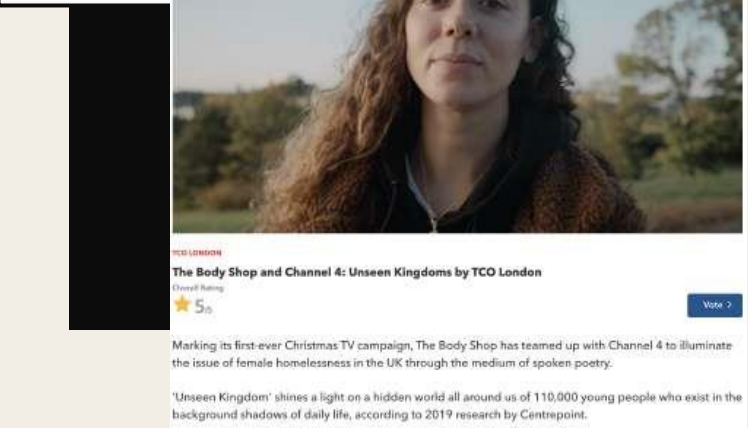 TCO LONDON
The Body Shop and Channel 4: Unseen Kingdoms by TCO London
Overall Rating
5/5
Vote >
Marking its first-ever Christmas TV campaign, The Body Shop has teamed up with Channel 4 to illuminate
the issue of female homelessness in the UK through the medium of spoken poetry.
'Unseen Kingdom' shines a light on a hidden world all around us of 110,000 young people who exist in the
background shadows of daily life, according to 2019 research by Centrepoint.